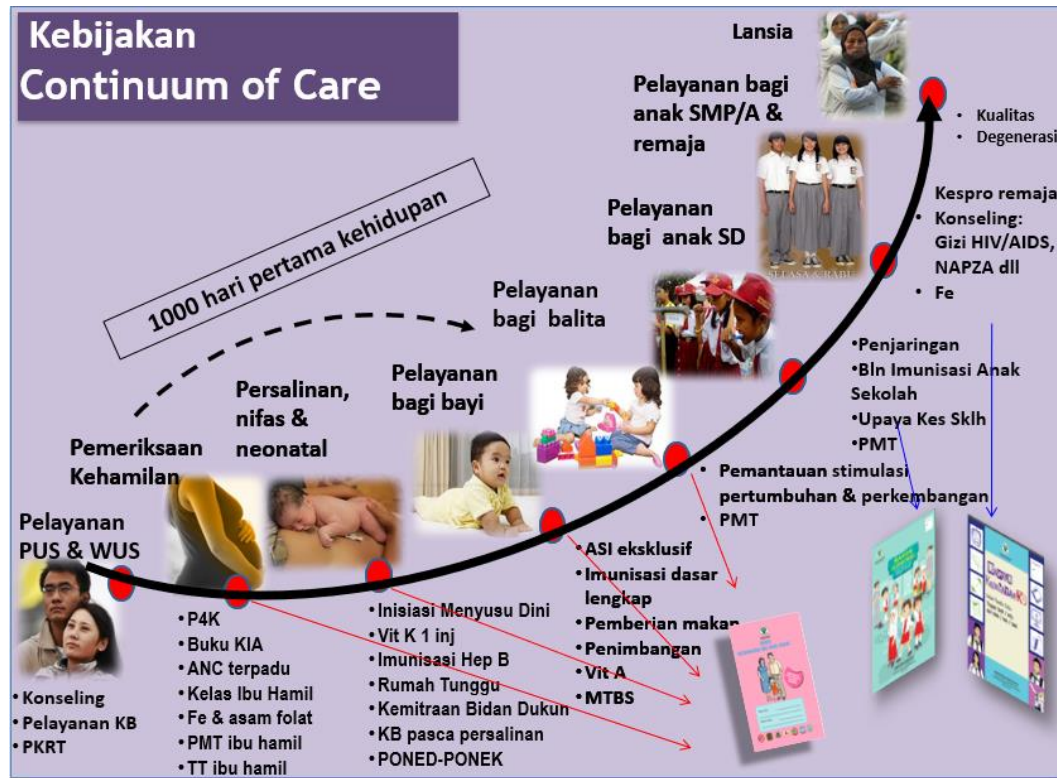 Kebijakan
Continuum of Care
Lansia
Pelayanan bagi
anak SMP/A &
remaja
• Kualitas
• Degenerasi
1000 hari pertama kehidupan
Pelayanan
bagi anak SD
SELASA & RABU
Kespro remaja
• Konseling:
Gizi HIV/AIDS,
NAPZA dll
• Fe
Pelayanan
bagi balita
•Penjaringan
•Bln Imunisasi Anak
Sekolah
•Upaya Kes Sklh
•PMT
Pelayanan
bagi bayi
• Pemantauan stimulasi
pertumbuhan & perkembangan
• PMT
Persalinan,
nifas &
neonatal
• ASI eksklusif
• Imunisasi dasar
lengkap
• Pemberian makan
• Penimbangan
• Vit A
• MTBS
Pemeriksaan
Kehamilan
• Inisiasi Menyusu Dini
• Vit K 1 inj
• Imunisasi Hep B
• Rumah Tunggu
• Kemitraan Bidan Dukun
• KB pasca persalinan
• PONED-PONEK
Pelayanan
PUS & WUS
• P4K
• Buku KIA
• ANC terpadu
• Kelas Ibu Hamil
• Fe & asam folat
• PMT ibu hamil
• TT ibu hamil
• Konseling
• Pelayanan KB
• PKRT